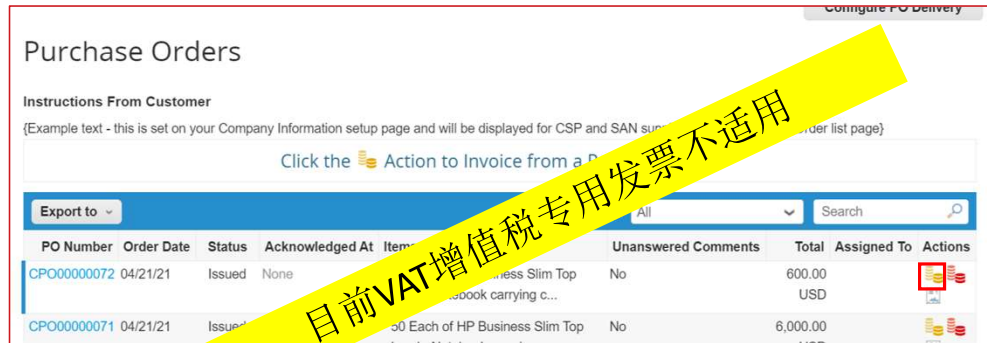 Configure PO Delivery
Purchase Orders
Instructions From Customer
{Example text - this is set on your Company Information setup page and will be displayed for CSP and SAN order list page}
Click the Action to Invoice from a
目前VAT增值税专用发票不适用
Export to All Search
PO Number Order Date Status Acknowledged At Unanswered Comments Total Assigned To Actions
CPO00000072 04/21/21 Issued None Slim Top No 600.00
carrying c... USD
CPO00000071 04/21/21 50 Each of HP Business Slim Top No 6,000.00